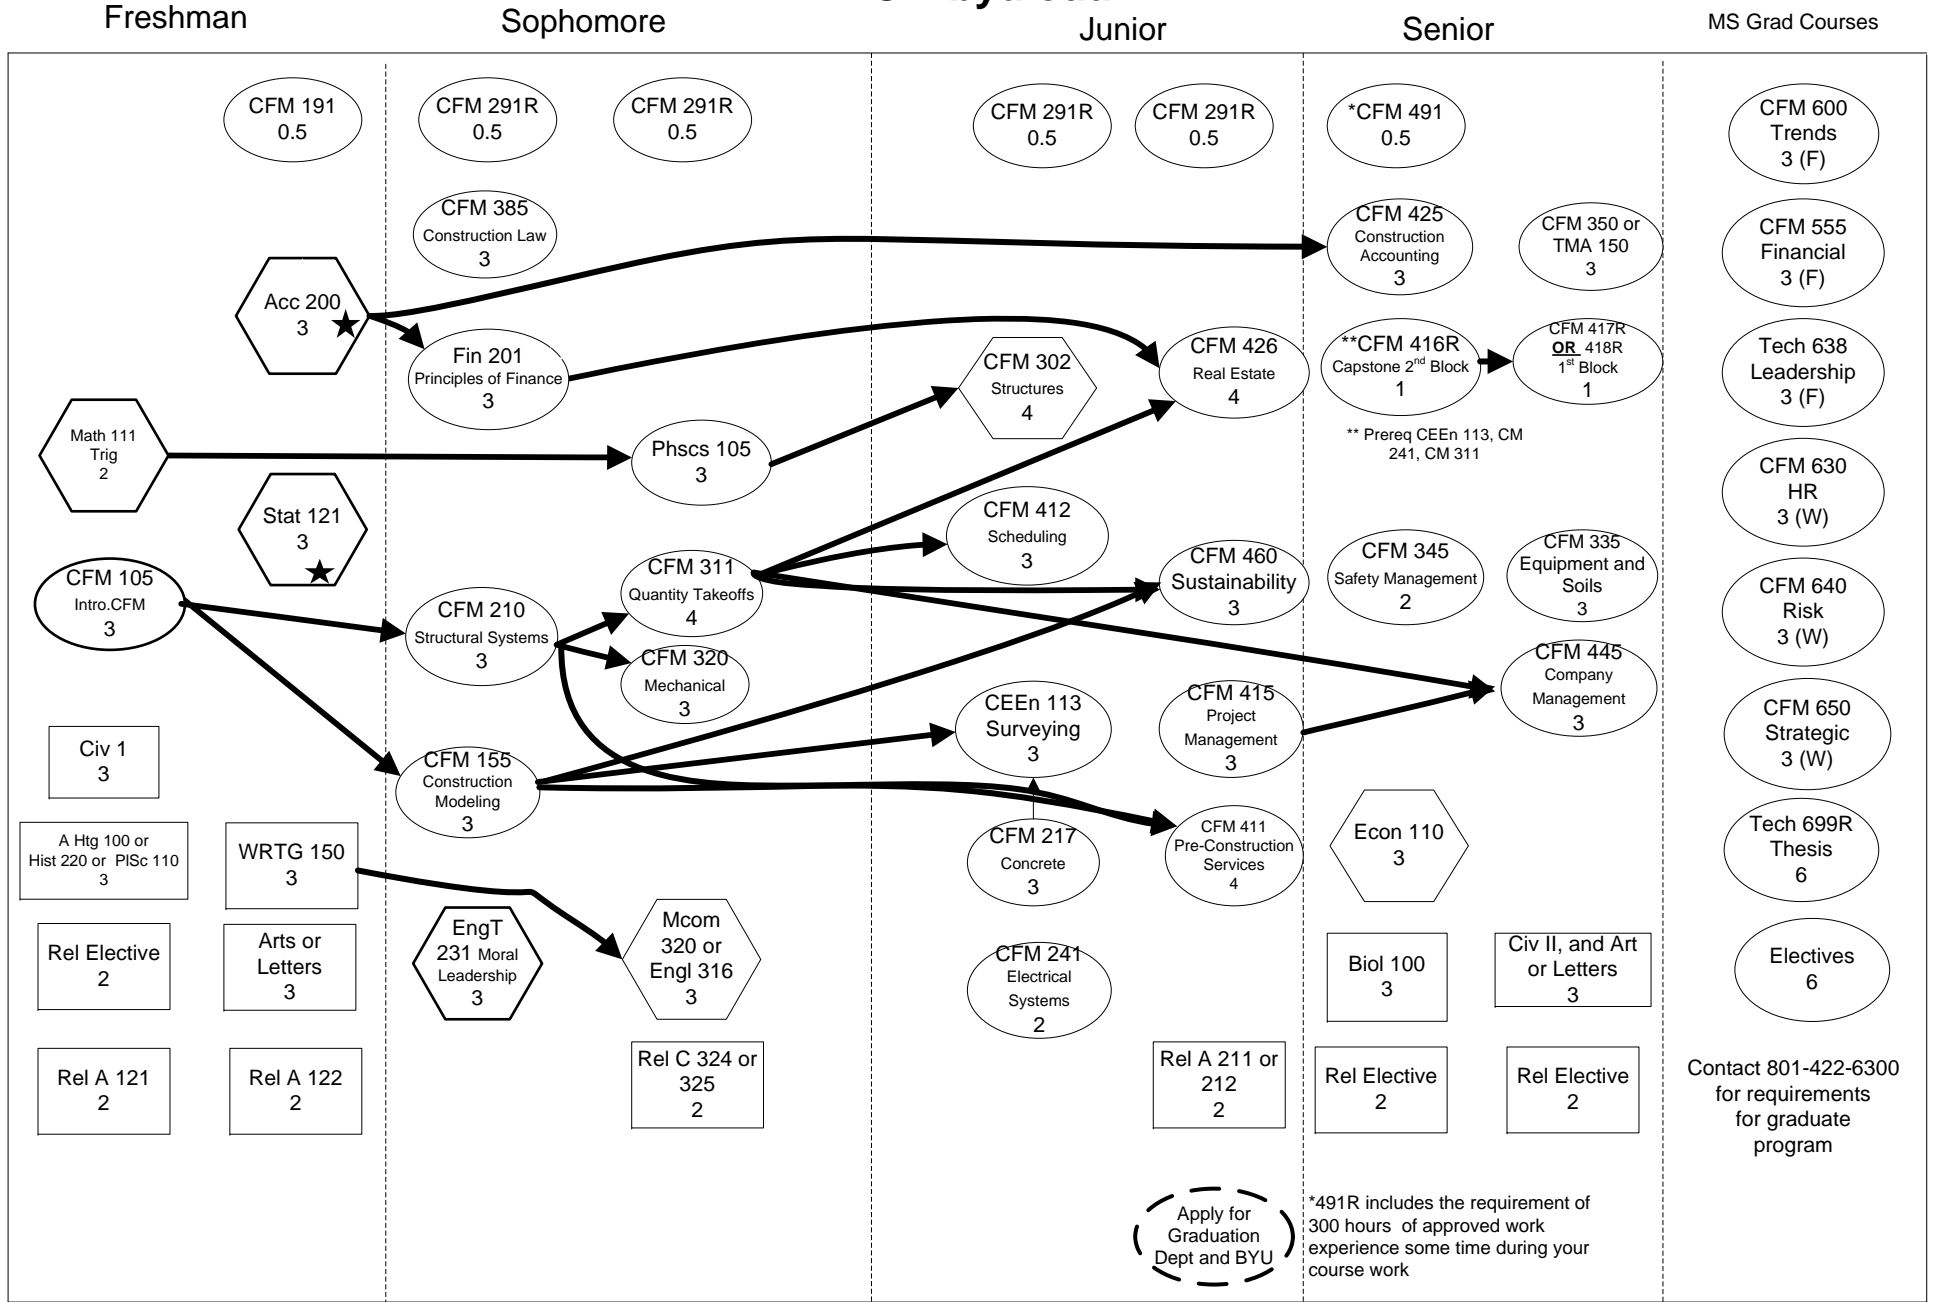 Freshman
Sophomore
Junior
Senior
MS Grad Courses
CFM 191
0.5
CFM 291R
0.5
CFM 291R
0.5
CFM 291R
0.5
CFM 291R
0.5
*CFM 491
0.5
CFM 600
Trends
3 (F)
CFM 385
Construction Law
3
CFM 425
Construction
Accounting
3
CFM 350 or
TMA 150
3
CFM 555
Financial
3 (F)
Acc 200
3
Fin 201
Principles of Finance
3
CFM 302
Structures
4
CFM 426
Real Estate
4
**CFM 416R
Capstone 2nd Block
1
CFM 417R
OR 418R
1st Block
1
Tech 638
Leadership
3 (F)
Math 111
Trig
2
Phscs 105
3
** Prereq CEEn 113, CM
241, CM 311
CFM 630
HR
3 (W)
Stat 121
3
CFM 412
Scheduling
3
CFM 105
Intro.CFM
3
CFM 210
Structural Systems
3
CFM 311
Quantity Takeoffs
4
CFM 460
Sustainability
3
CFM 345
Safety Management
2
CFM 335
Equipment and
Soils
3
CFM 640
Risk
3 (W)
CFM 320
Mechanical
3
CFM 445
Company
Management
3
Civ 1
3
CFM 155
Construction
Modeling
3
CEEn 113
Surveying
3
CFM 415
Project
Management
3
CFM 650
Strategic
3 (W)
A Htg 100 or
Hist 220 or PlSc 110
3
WRTG 150
3
CFM 217
Concrete
3
CFM 411
Pre-Construction
Services
4
Econ 110
3
Tech 699R
Thesis
6
Rel Elective
2
Arts or
Letters
3
EngT
231 Moral
Leadership
3
Mcom
320 or
Engl 316
3
CFM 241
Electrical
Systems
2
Biol 100
3
Civ II, and Art
or Letters
3
Electives
6
Rel A 121
2
Rel A 122
2
Rel C 324 or
325
2
Rel A 211 or
212
2
Rel Elective
2
Rel Elective
2
Contact 801-422-6300
for requirements
for graduate
program
Apply for
Graduation
Dept and BYU
*491R includes the requirement of
300 hours of approved work
experience some time during your
course work